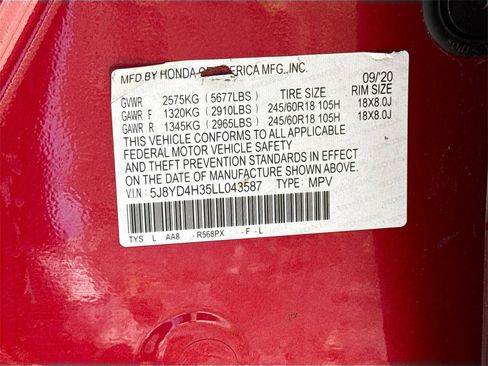 MFD. BY HONDA OF AMERICA MFG., INC. 09/20
GVWR 2575KG (5677LBS) TIRE SIZE RIM SIZE
GAWR F 1320KG (2910LBS) 245/60R18 105H 18X8.0J
GAWR R 1345KG (2965LBS) 245/60R18 105H 18X8.0J
THIS VEHICLE CONFORMS TO ALL APPLICABLE
FEDERAL MOTOR VEHICLE SAFETY
AND THEFT PREVENTION STANDARDS IN EFFECT
ON THE DATE OF MANUFACTURE SHOWN ABOVE.
V.I.N: 5J8YD4H35LL043587 TYPE: MPV
TYS L AA8 -R568PX -F -L